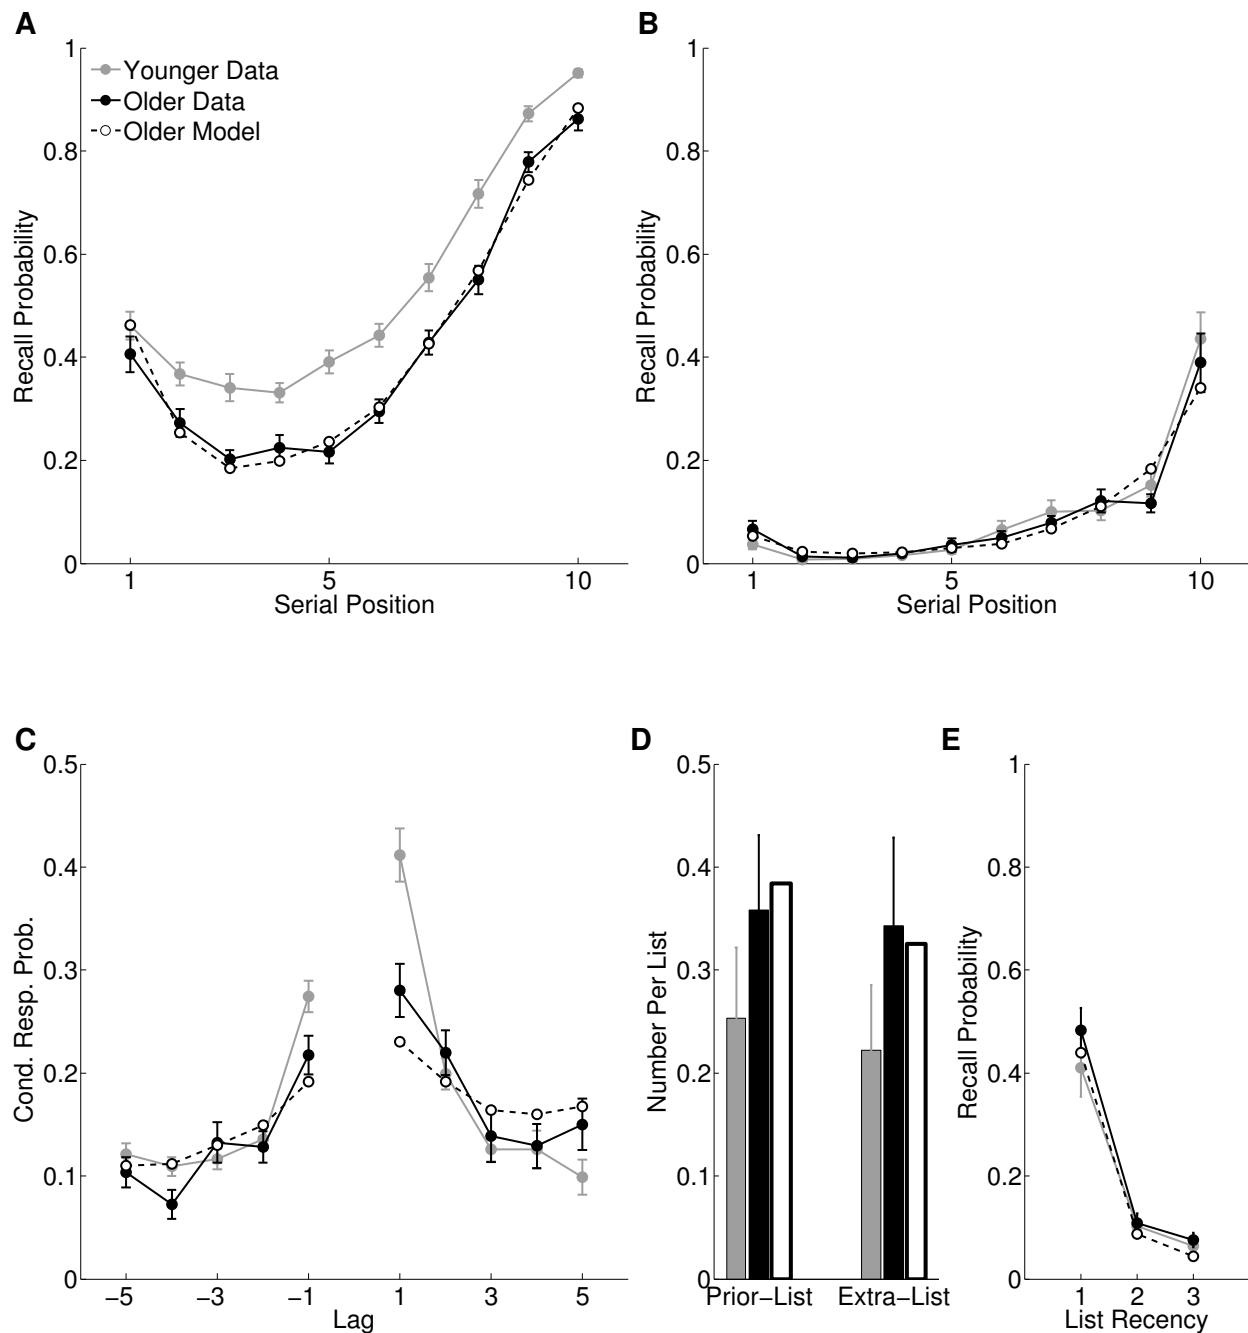 A
1
0.8
0.6
0.4
0.2
0
Recall Probability
Younger Data
Older Data
Older Model
1
5
10
Serial Position
B
1
0.8
0.6
0.4
0.2
0
Recall Probability
1
5
10
Serial Position
C
0.5
0.4
0.3
0.2
0.1
0
Cond. Resp. Prob.
−5
−3
−1
1
3
5
Lag
D
0.5
0.4
0.3
0.2
0.1
0
Number Per List
Prior−List
Extra−List
E
1
0.8
0.6
0.4
0.2
0
Recall Probability
1
2
3
List Recency